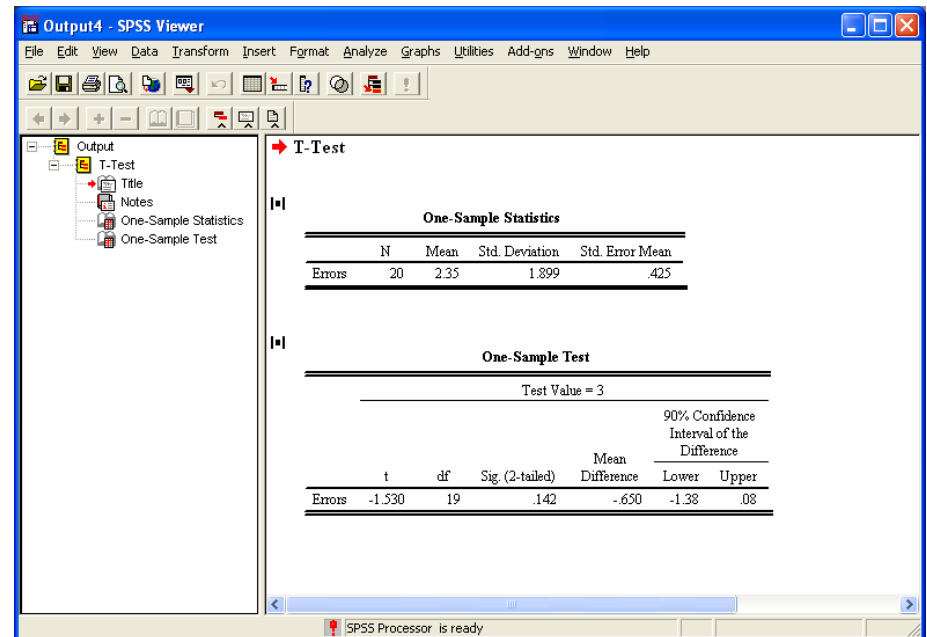 Output4 - SPSS Viewer
File Edit View Data Transform Insert Format Analyze Graphs Utilities Add-ons Window Help
Output
T-Test
Title
Notes
One-Sample Statistics
One-Sample Test
T-Test
One-Sample Statistics
N Mean Std. Deviation Std. Error Mean
Errors 20 2.35 1.899 .425
One-Sample Test
Test Value = 3
90% Confidence
Interval of the
Difference
Mean
t df Sig. (2-tailed) Difference Lower Upper
Errors -1.530 19 .142 -.650 -1.38 .08
SPSS Processor is ready